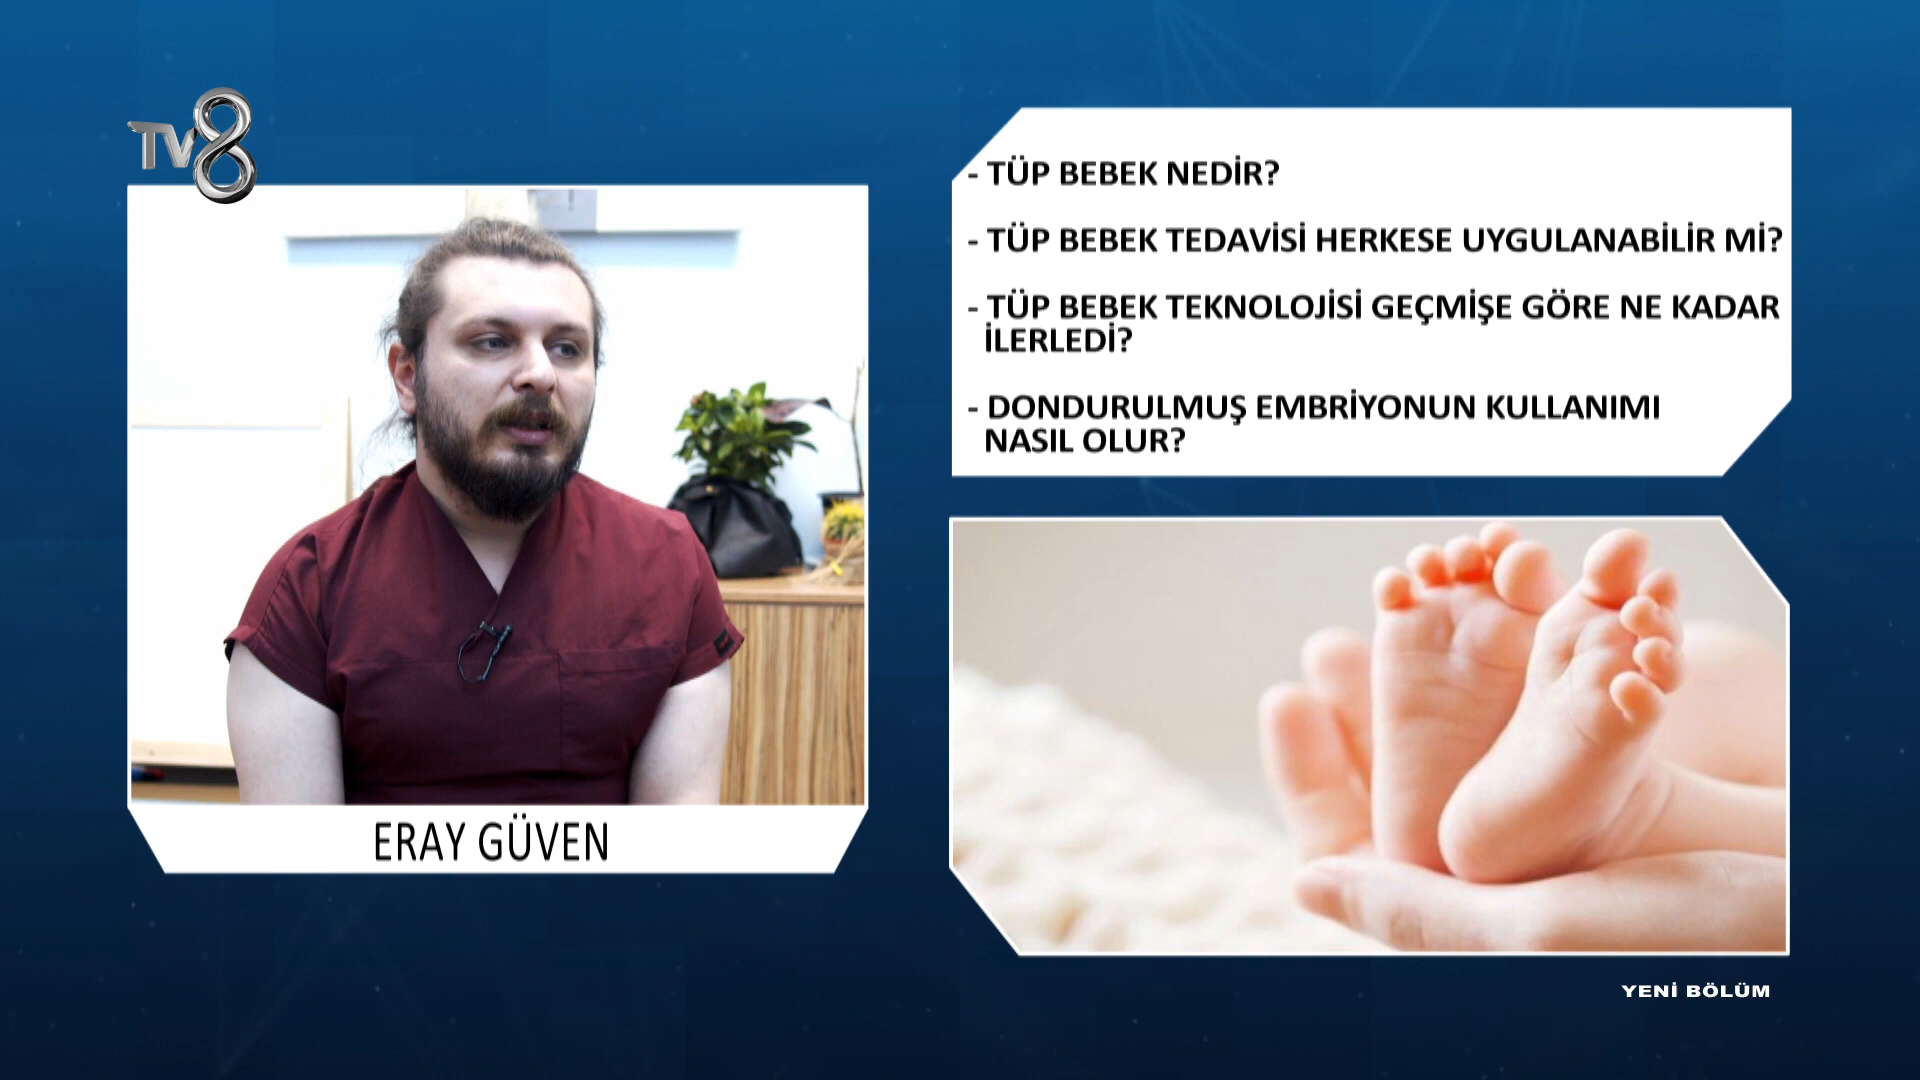 TV8
- TÜP BEBEK NEDİR?
- TÜP BEBEK TEDAVİSİ HERKESE UYGULANABİLİR Mİ?
- TÜP BEBEK TEKNOLOJİSİ GEÇMİŞE GÖRE NE KADAR
İLERLEDİ?
- DONDURULMUŞ EMBRİYONUN KULLANIMI
NASIL OLUR?
ERAY GÜVEN
YENİ BÖLÜM